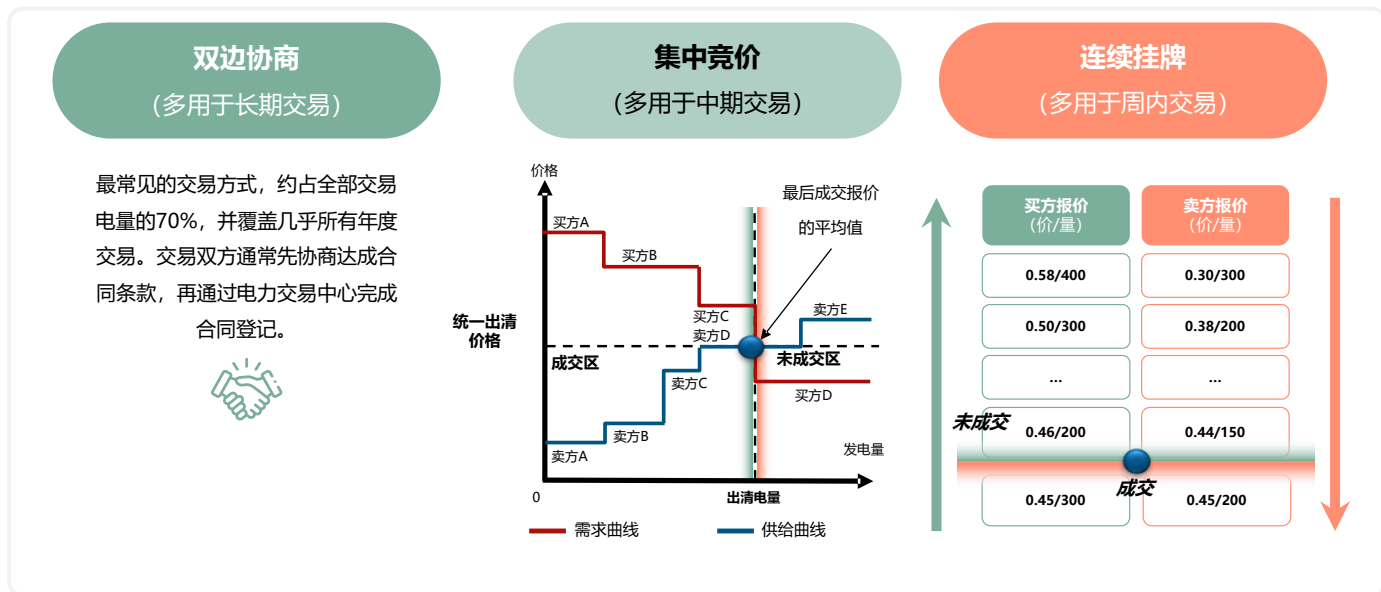 双边协商
（多用于长期交易）
最常见的交易方式，约占全部交易
电量的70%，并覆盖几乎所有年度
交易。交易双方通常先协商达成合
同条款，再通过电力交易中心完成
合同登记。
集中竞价
（多用于中期交易）
价格
最后成交报价
的平均值
买方A
买方B
买方C
卖方D
卖方E
统一出清
价格
成交区
未成交区
卖方C
买方D
卖方B
卖方A
发电量
0
出清电量
需求曲线
供给曲线
连续挂牌
（多用于周内交易）
买方报价
（价/量）
卖方报价
（价/量）
0.58/400
0.30/300
0.50/300
0.38/200
...
...
未成交
0.46/200
0.44/150
成交
0.45/300
0.45/200